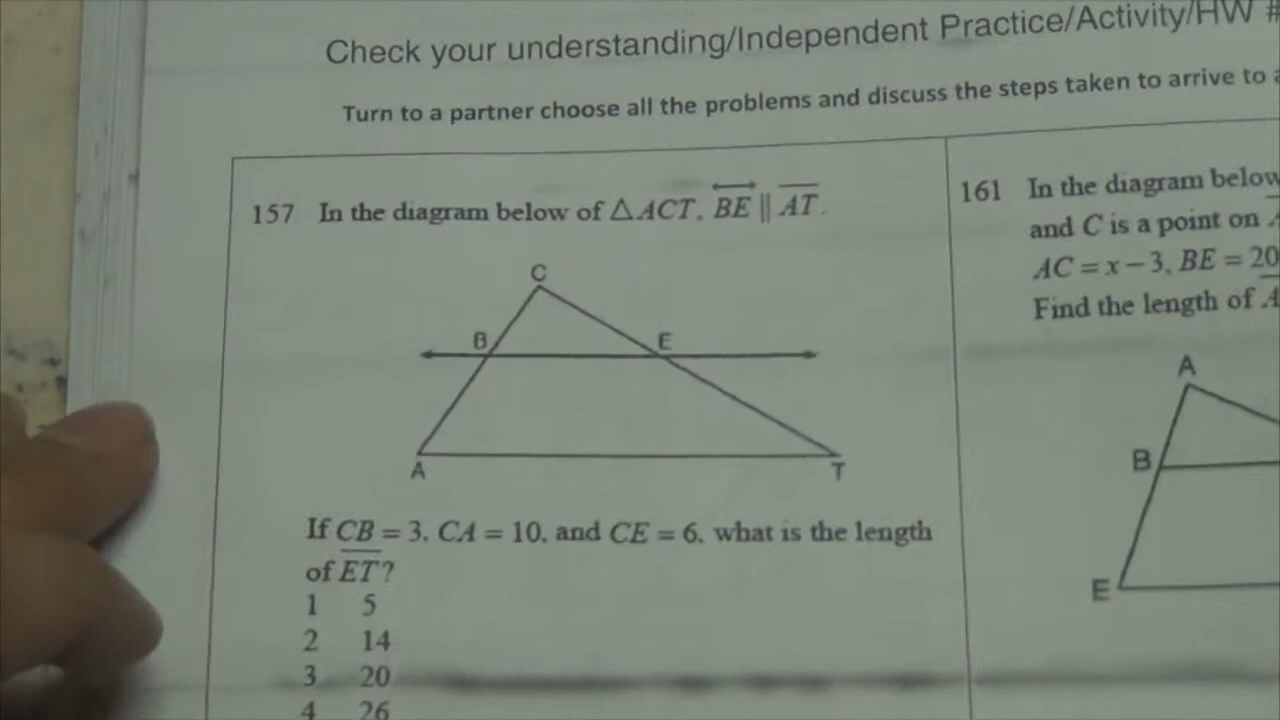 Check your understanding/Independent Practice/Activity/HW #
Turn to a partner choose all the problems and discuss the steps taken to arrive to
157 In the diagram below of △ACT, BE ∥ AT.
C
B
E
A
T
If CB = 3, CA = 10, and CE = 6, what is the length
of ET?
1 5
2 14
3 20
4 26
161 In the diagram below
and C is a point on
AC = x – 3, BE = 20
Find the length of A
A
B
E